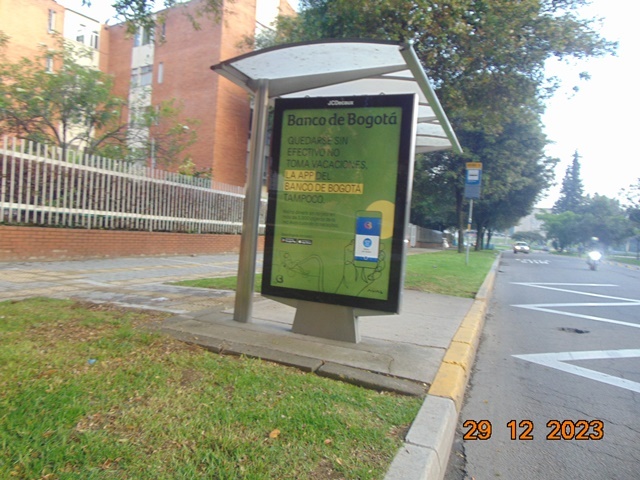 JCDecaux
Banco de Bogotá
QUEDARSE SIN
EFECTIVO NO
TOMA VACACIONES,
LA APP DEL
BANCO DE BOGOTÁ
TAMPOCO.
29 12 2023